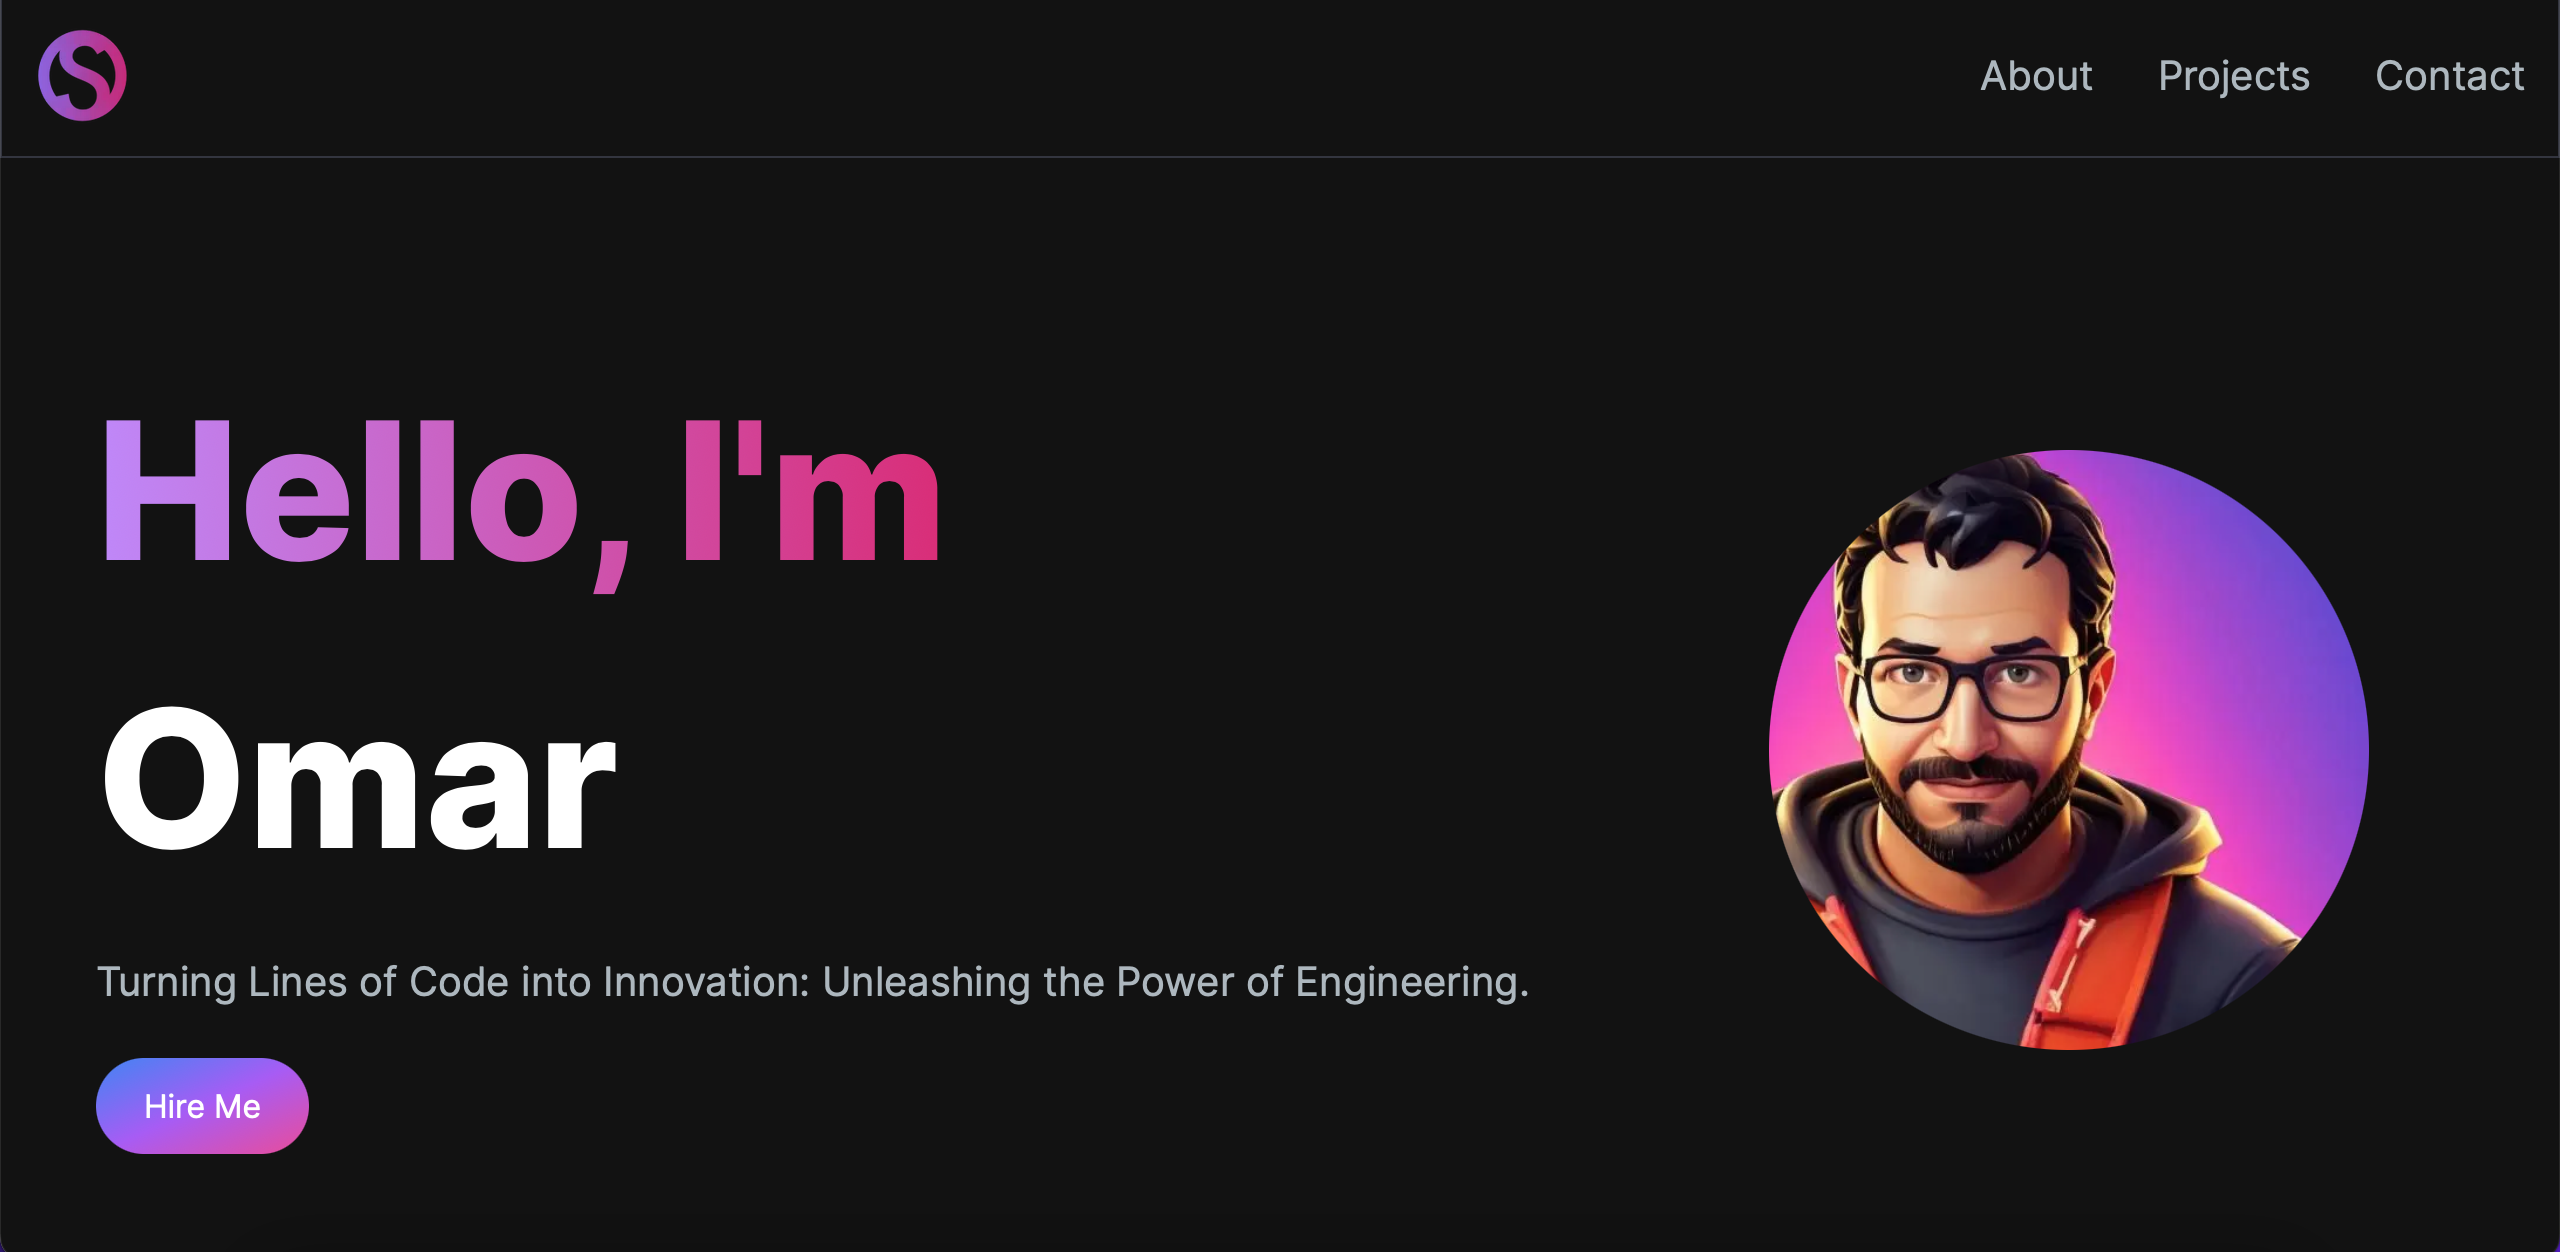 S
About Projects Contact
Hello, I'm
Omar
Turning Lines of Code into Innovation: Unleashing the Power of Engineering.
Hire Me